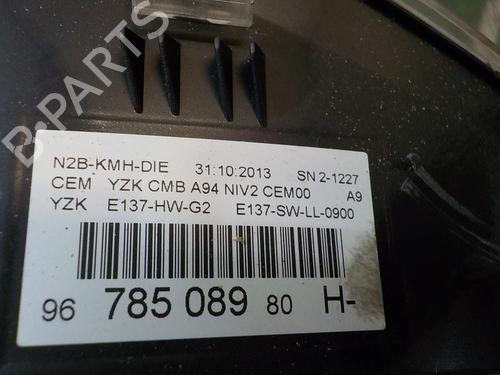 B-PARTS
N2B-KMH-DIE 31:10:2013 SN 2-1227
CEM YZK CMB A94 NIV2 CEM00 A9
YZK E137-HW-G2 E137-SW-LL-0900
96 785 089 80 H-